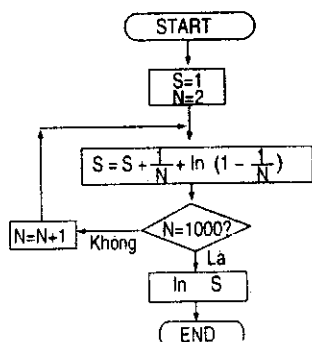 START
S=1
N=2
S = S + 1/N + ln (1 - 1/N)
N=1000?
N=N+1
Không
Là
In S
END